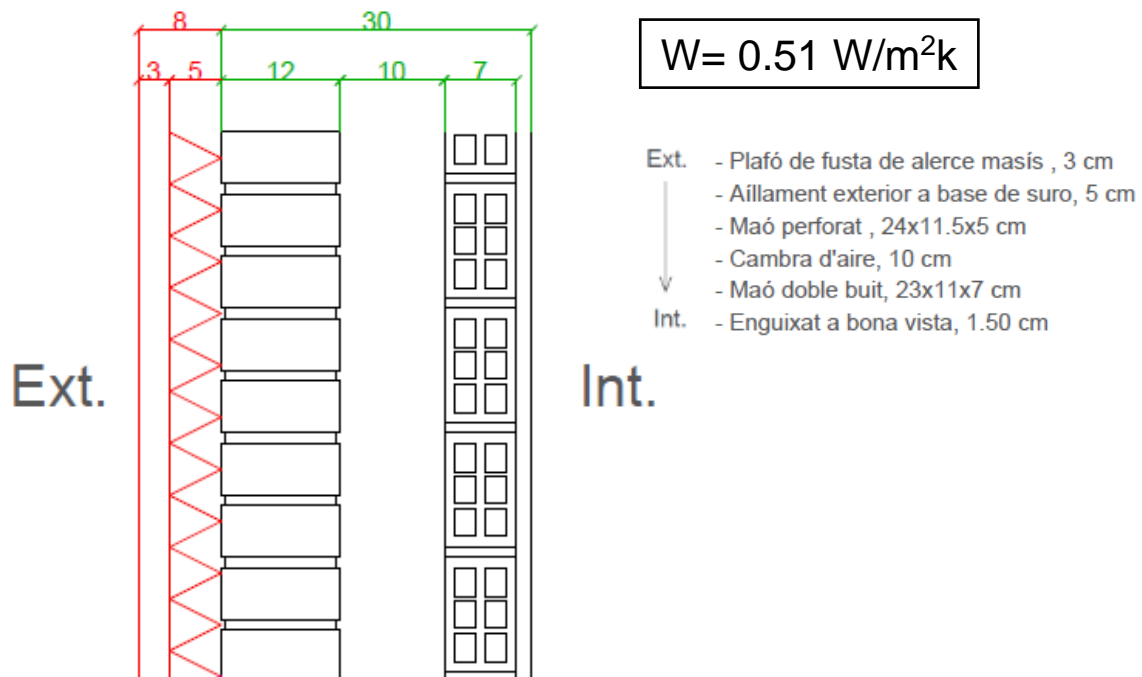 8 30
3 5 12 10 7
W= 0.51 W/m²k
Ext. - Plafó de fusta de alerce masís , 3 cm
- Aíllament exterior a base de suro, 5 cm
- Maó perforat , 24x11.5x5 cm
- Cambra d'aire, 10 cm
- Maó doble buit, 23x11x7 cm
Int. - Enguixat a bona vista, 1.50 cm
Ext. Int.